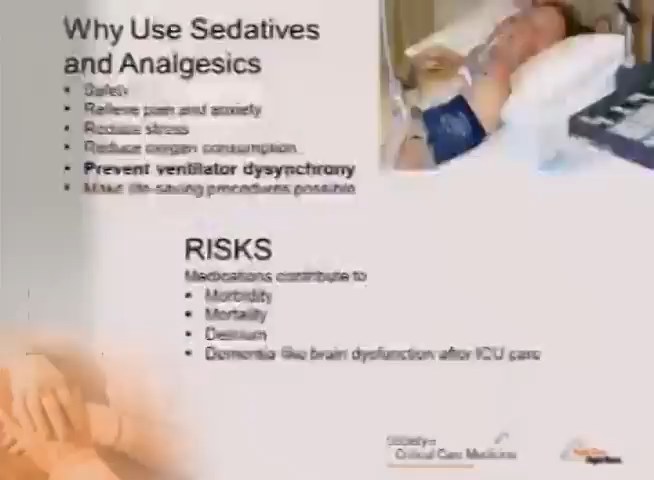 Why Use Sedatives
and Analgesics
• Safety
• Relieve pain and anxiety
• Reduce stress
• Reduce oxygen consumption
• Prevent ventilator dysynchrony
• Make life-saving procedures possible
RISKS
Medications contribute to
• Morbidity
• Mortality
• Delirium
• Dementia like brain dysfunction after ICU care
Society of
Critical Care Medicine